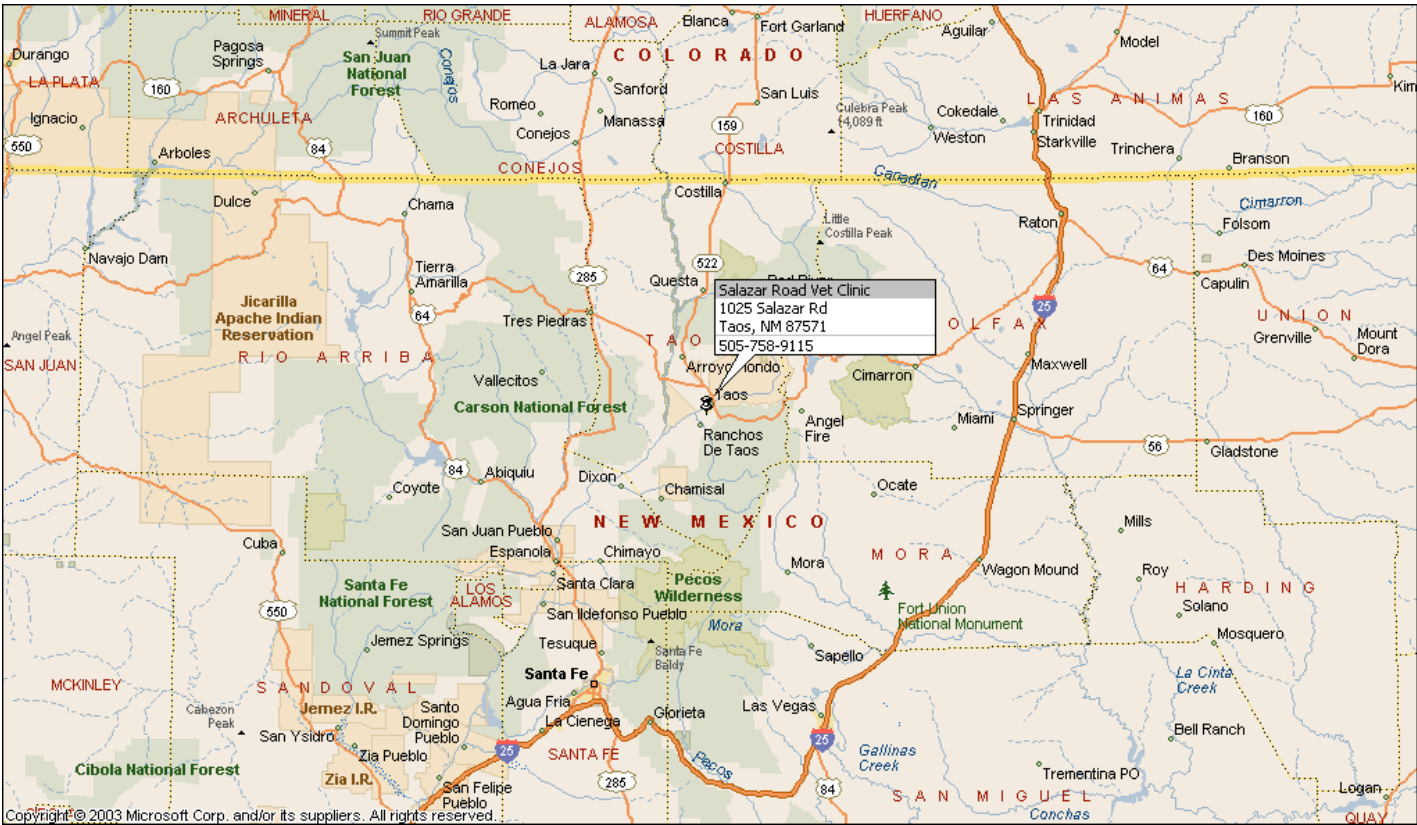 MINERAL
RIO GRANDE
ALAMOSA
Blanca
Fort Garland
HUERFANO
Aguilar
Model
Durango
Pagosa
Springs
Summit Peak
San Juan
National
Forest
Conejos
La Jara
COLORADO
Sanford
San Luis
Culebra Peak
14,089 ft
Cokedale
LAS ANIMAS
Kim
LA PLATA
160
Ignacio
ARCHULETA
Romeo
Manassa
Conejos
159
COSTILLA
Weston
Trinidad
Starkville
160
Trinchera
Branson
550
Arboles
84
CONEJOS
Costilla
Canadian
Dulce
Chama
Little
Costilla Peak
Raton
Cimarron
Folsom
Navajo Dam
Tierra
Amarilla
285
522
Questa
Red River
64
Des Moines
Capulin
Salazar Road Vet Clinic
1025 Salazar Rd
Taos, NM 87571
505-758-9115
Jicarilla
Apache Indian
Reservation
64
Tres Piedras
TAO
OLFAX
25
UNION
Grenville
Mount
Dora
Angel Peak
SAN JUAN
RIO ARRIBA
Vallecitos
Arroyo Hondo
Cimarron
Maxwell
Carson National Forest
Taos
Angel
Fire
Miami
Springer
Ranchos
De Taos
56
Gladstone
84
Abiquiu
Coyote
Dixon
Chamisal
Ocate
San Juan Pueblo
NEW MEXICO
Mills
Cuba
Espanola
Chimayo
Mora
MORA
Wagon Mound
Roy
Santa Fe
National Forest
LOS
ALAMOS
Santa Clara
Pecos
Wilderness
HARDING
550
San Ildefonso Pueblo
Fort Union
National Monument
Solano
Jemez Springs
Tesuque
Mora
Santa Fe
Baldy
Sapello
Mosquero
MCKINLEY
SANDOVAL
Santa Fe
La Cinta
Creek
Cabezon
Peak
Jemez I.R.
Santo
Domingo
Pueblo
Agua Fria
Glorieta
Las Vegas
San Ysidro
La Cienega
Bell Ranch
Zia Pueblo
25
SANTA FE
25
Gallinas
Creek
Cibola National Forest
Zia I.R.
Pecos
Trementina PO
San Felipe
Pueblo
285
84
SAN MIGUEL
Logan
Conchas
QUAY
Copyright © 2003 Microsoft Corp. and/or its suppliers. All rights reserved.